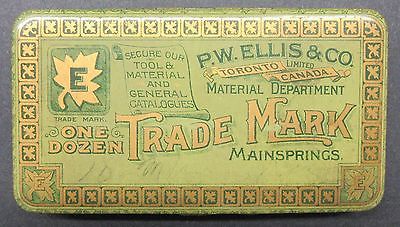 E
TRADE MARK.
SECURE OUR
TOOL &
MATERIAL
AND
GENERAL
CATALOGUES
P.W. ELLIS & CO.
LIMITED
TORONTO
CANADA.
MATERIAL DEPARTMENT
ONE
DOZEN
TRADE MARK
MAINSPRINGS.
E
E